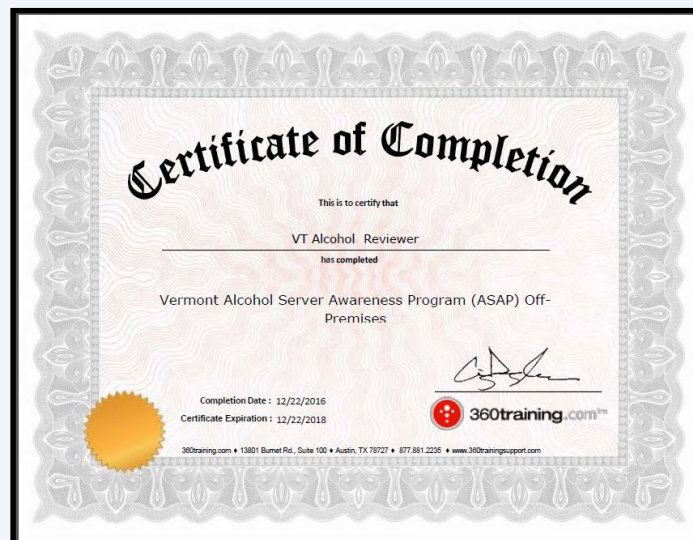 Certificate of Completion
This is to certify that
VT Alcohol Reviewer
has completed
Vermont Alcohol Server Awareness Program (ASAP) Off-
Premises
Completion Date : 12/22/2016
Certificate Expiration : 12/22/2018
360training.com™
360training.com ♦ 13801 Burnet Rd., Suite 100 ♦ Austin, TX 78727 ♦ 877.881.2235 ♦ www.360trainingsupport.com